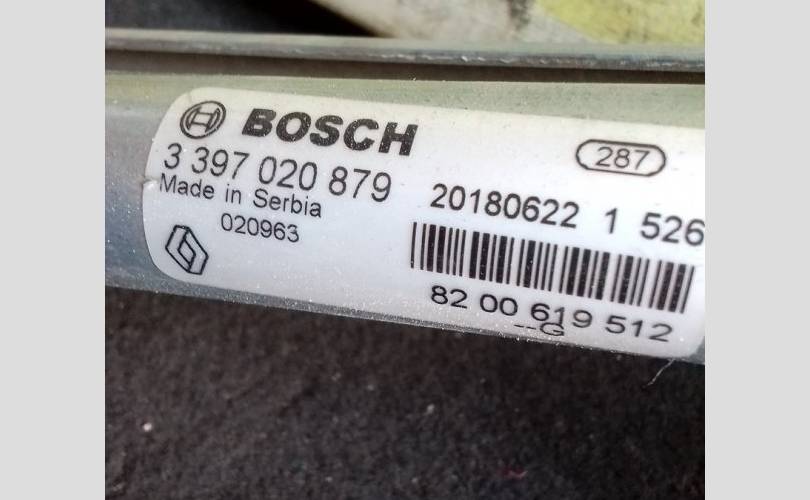 BOSCH
287
3 397 020 879
20180622 1 526
Made in Serbia
020963
82 00 619 512
--G